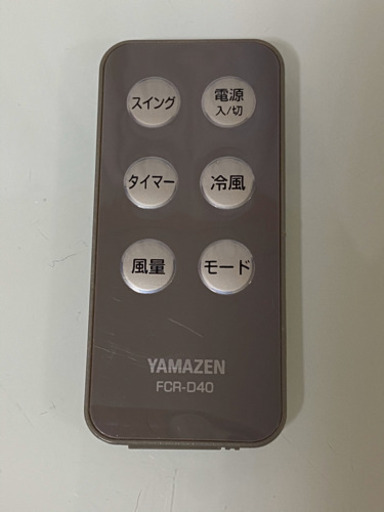 スイング
電源
入/切
タイマー
冷風
風量
モード
YAMAZEN
FCR-D40